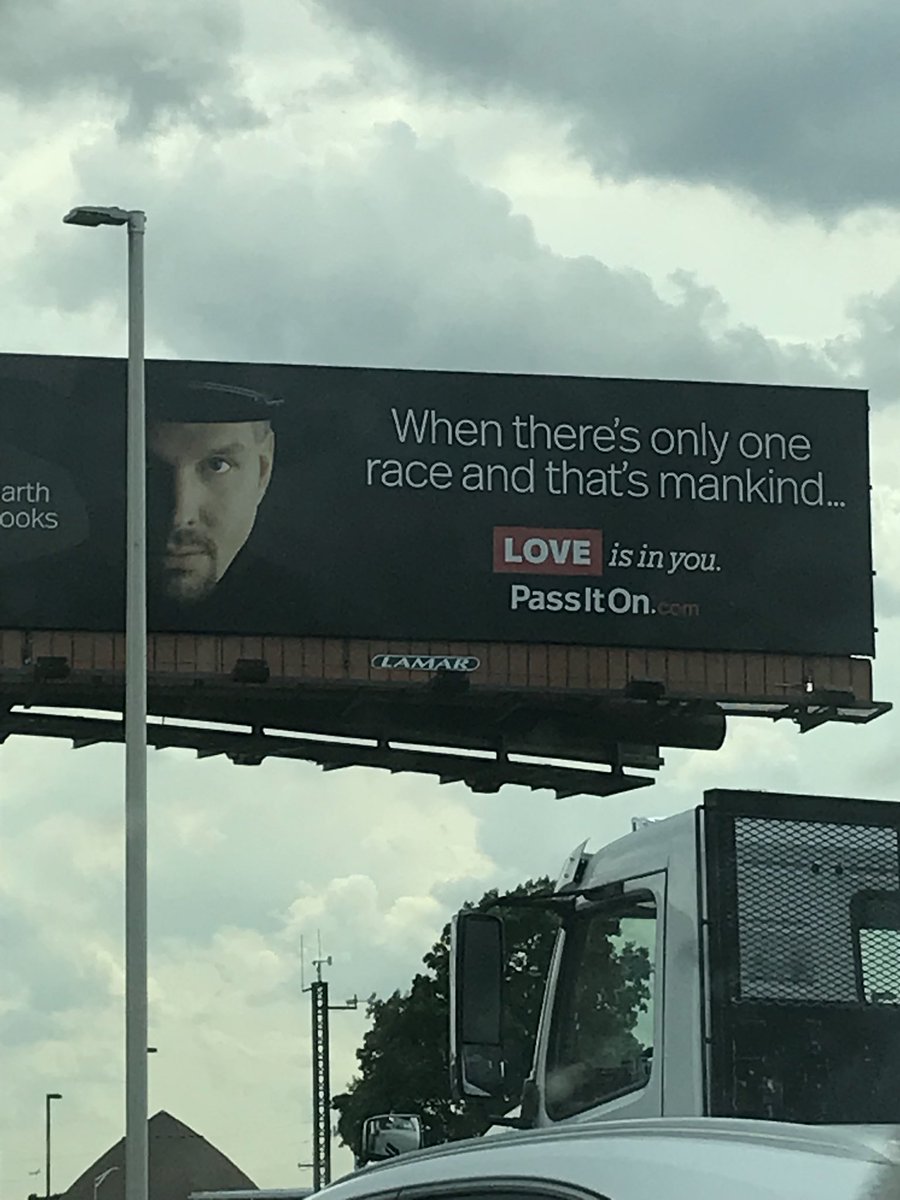 arth
ooks
When there's only one
race and that's mankind...
LOVE is in you.
PassItOn.com
LAMAR